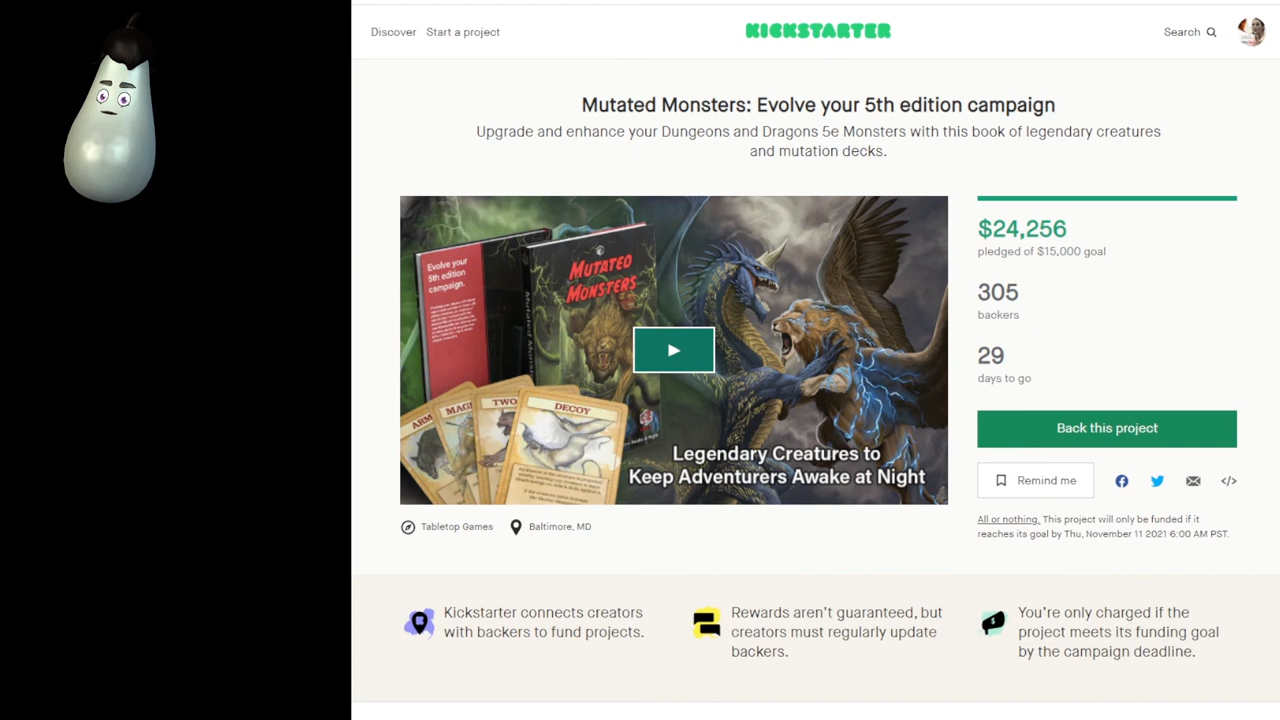 Discover Start a project
KICKSTARTER
Search
Mutated Monsters: Evolve your 5th edition campaign
Upgrade and enhance your Dungeons and Dragons 5e Monsters with this book of legendary creatures
and mutation decks.
Evolve your
5th edition
campaign.
MUTATED
MONSTERS
TWO
DECOY
Legendary Creatures to
Keep Adventurers Awake at Night
$24,256
pledged of $15,000 goal
305
backers
29
days to go
Back this project
Remind me
All or nothing. This project will only be funded if it
reaches its goal by Thu, November 11 2021 6:00 AM PST.
Tabletop Games
Baltimore, MD
Kickstarter connects creators
with backers to fund projects.
Rewards aren't guaranteed, but
creators must regularly update
backers.
You're only charged if the
project meets its funding goal
by the campaign deadline.